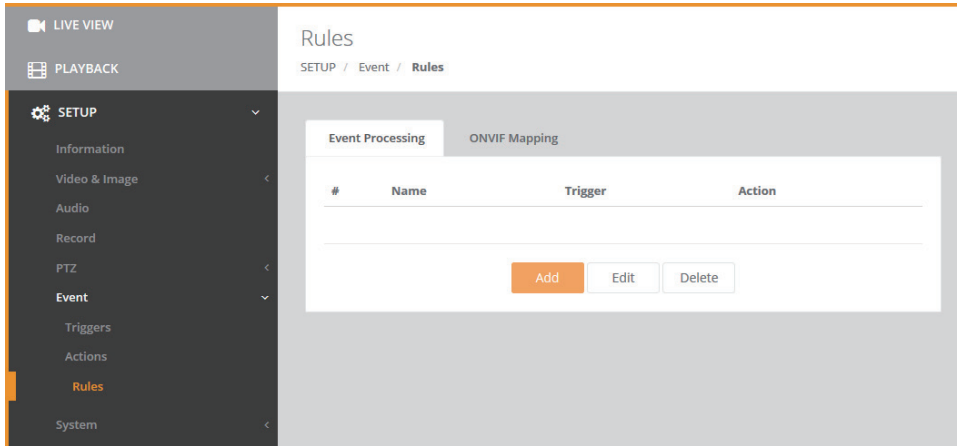 LIVE VIEW
PLAYBACK
SETUP
Information
Video & Image
Audio
Record
PTZ
Event
Triggers
Actions
Rules
System
Rules
SETUP / Event / Rules
Event Processing ONVIF Mapping
# Name Trigger Action
Add Edit Delete